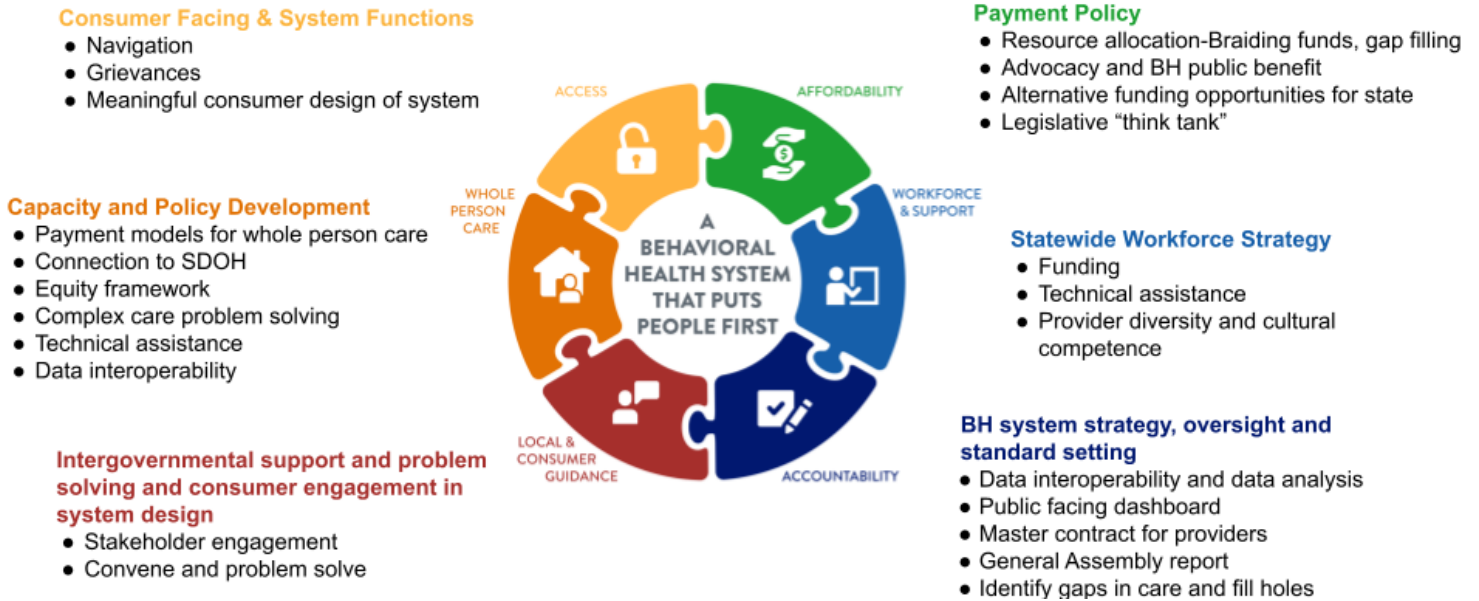 Consumer Facing & System Functions
● Navigation
● Grievances
● Meaningful consumer design of system
Payment Policy
● Resource allocation-Braiding funds, gap filling
● Advocacy and BH public benefit
● Alternative funding opportunities for state
● Legislative “think tank”
ACCESS
AFFORDABILITY
WHOLE
PERSON
CARE
WORKFORCE
& SUPPORT
A
BEHAVIORAL
HEALTH SYSTEM
THAT PUTS
PEOPLE FIRST
$
LOCAL &
CONSUMER
GUIDANCE
ACCOUNTABILITY
Capacity and Policy Development
● Payment models for whole person care
● Connection to SDOH
● Equity framework
● Complex care problem solving
● Technical assistance
● Data interoperability
Statewide Workforce Strategy
● Funding
● Technical assistance
● Provider diversity and cultural
competence
Intergovernmental support and problem
solving and consumer engagement in
system design
● Stakeholder engagement
● Convene and problem solve
BH system strategy, oversight and
standard setting
● Data interoperability and data analysis
● Public facing dashboard
● Master contract for providers
● General Assembly report
● Identify gaps in care and fill holes